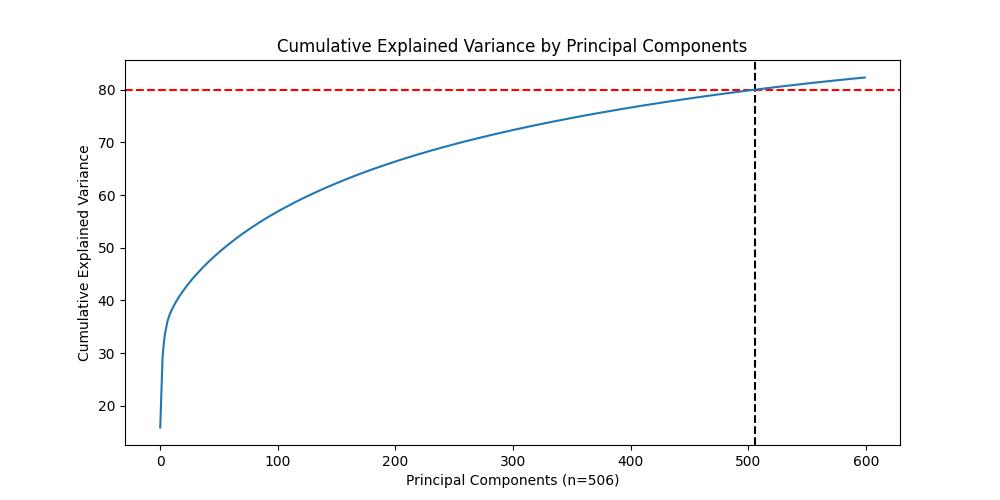 Cumulative Explained Variance by Principal Components
Cumulative Explained Variance
80
70
60
50
40
30
20
0 100 200 300 400 500 600
Principal Components (n=506)